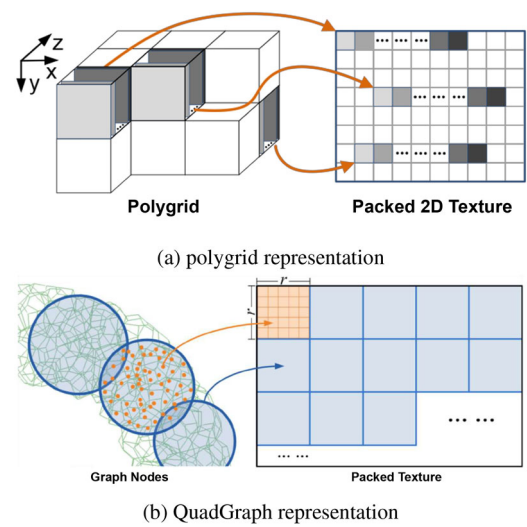 z
x
y
... ...
... ...
... ...
...
...
...
Polygrid
Packed 2D Texture
(a) polygrid representation
r
r
... ...
... ...
Graph Nodes
Packed Texture
(b) QuadGraph representation